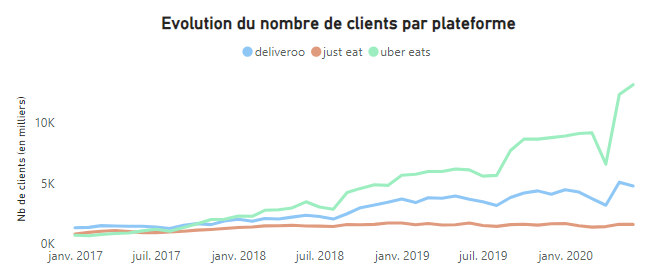 Evolution du nombre de clients par plateforme
deliveroo just eat uber eats
Nb de clients (en milliers)
10K
5K
0K
janv. 2017 juil. 2017 janv. 2018 juil. 2018 janv. 2019 juil. 2019 janv. 2020